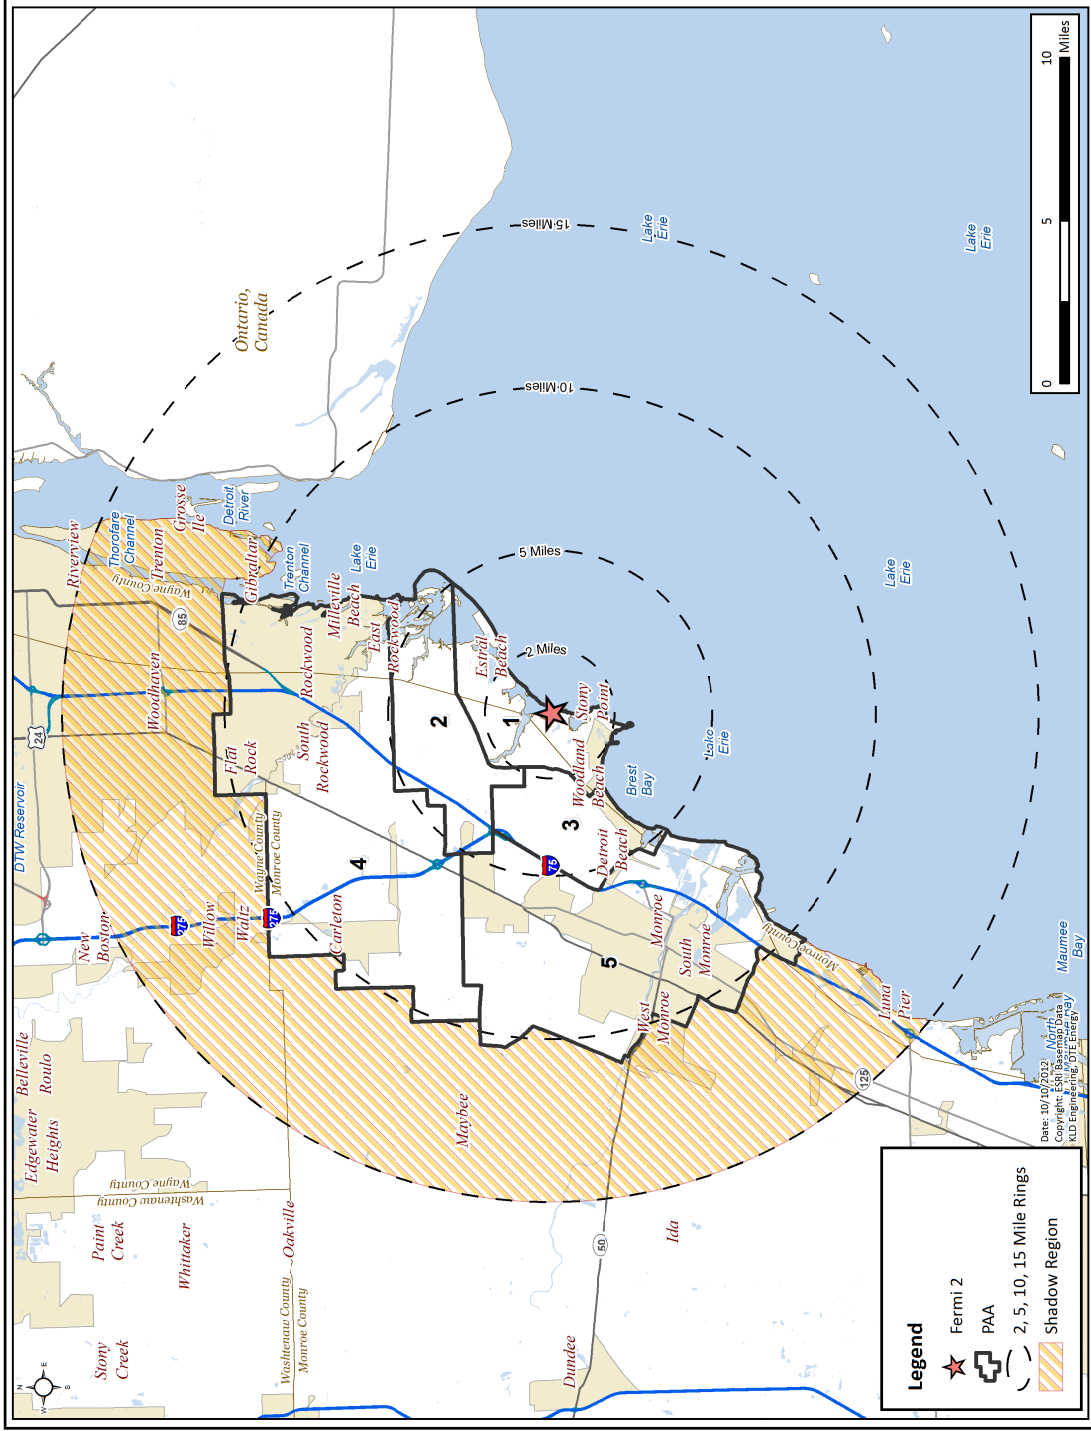 Ontario,
Canada
15 Miles
10 Miles
5 Miles
2 Miles
Lake
Erie
Lake
Erie
Lake
Erie
Lake
Erie
Lake
Erie
0
5
10
Miles
DTW Reservoir
24
Riverview
Thorofare
Channel
Trenton
Grosse
Ile
Detroit
River
Wayne County
85
Gibraltar
Trenton
Channel
Woodhaven
Milleville
Beach
East
Rockwood
Rockwood
South
Rockwood
Flat
Rock
Estral
Beach
Stony
Point
Woodland
Beach
Brest
Bay
Detroit
Beach
1
2
3
4
5
75
275
275
New
Boston
Willow
Waltz
Wayne County
Monroe County
Carleton
Monroe
South
Monroe
West
Monroe
Monroe County
Luna
Pier
125
Maumee
Bay
North
Bay
Belleville
Roulo
Edgewater
Heights
Wayne County
Washtenaw County
Paint
Creek
Whittaker
Stony
Creek
Oakville
Washtenaw County
Monroe County
Maybee
50
Ida
Dundee
N
E
S
W
Legend
Fermi 2
PAA
2, 5, 10, 15 Mile Rings
Shadow Region
Date: 10/10/2012
Copyright: ESRI Basemap Data
KLD Engineering, DTE Energy